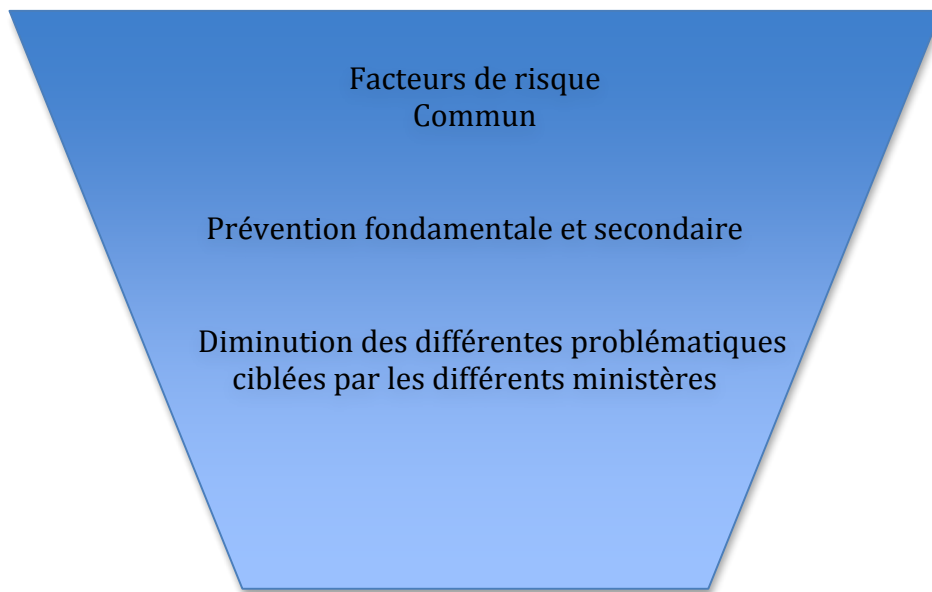 Facteurs de risque
Commun
Prévention fondamentale et secondaire
Diminution des différentes problématiques
ciblées par les différents ministères